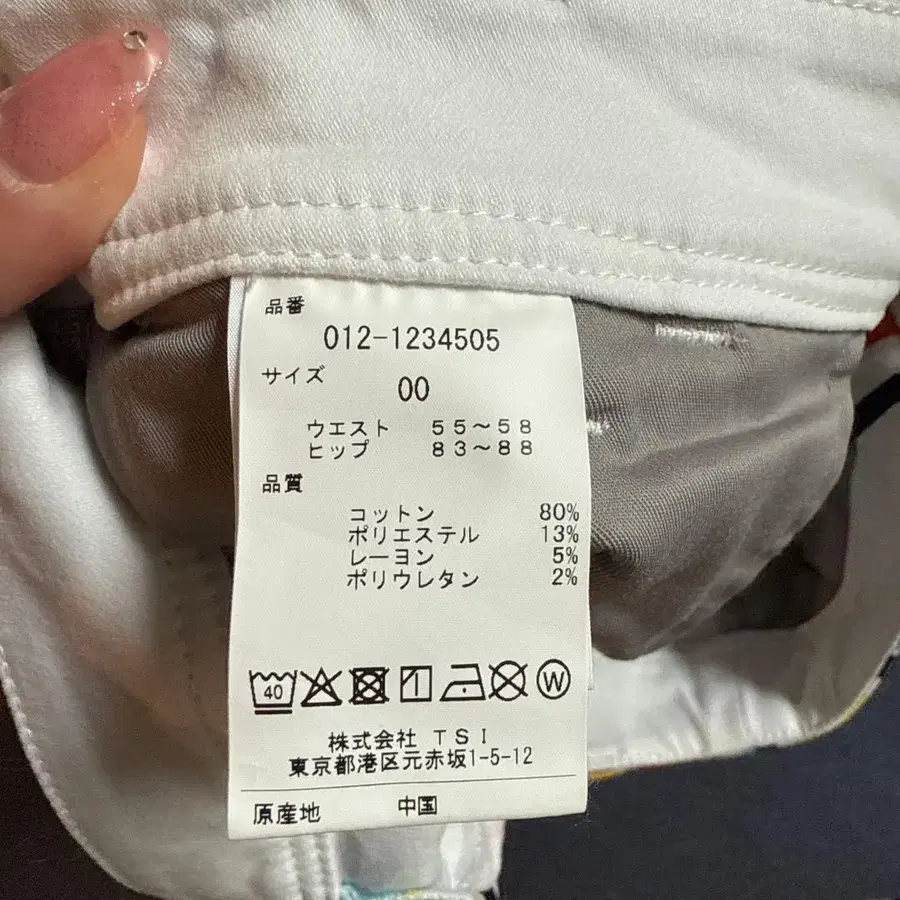 品番
012-1234505
サイズ
00
ウエスト 55～58
ヒップ 83～88
品質
コットン 80%
ポリエステル 13%
レーヨン 5%
ポリウレタン 2%
40 W
株式会社 TSI
東京都港区元赤坂1-5-12
原産地 中国